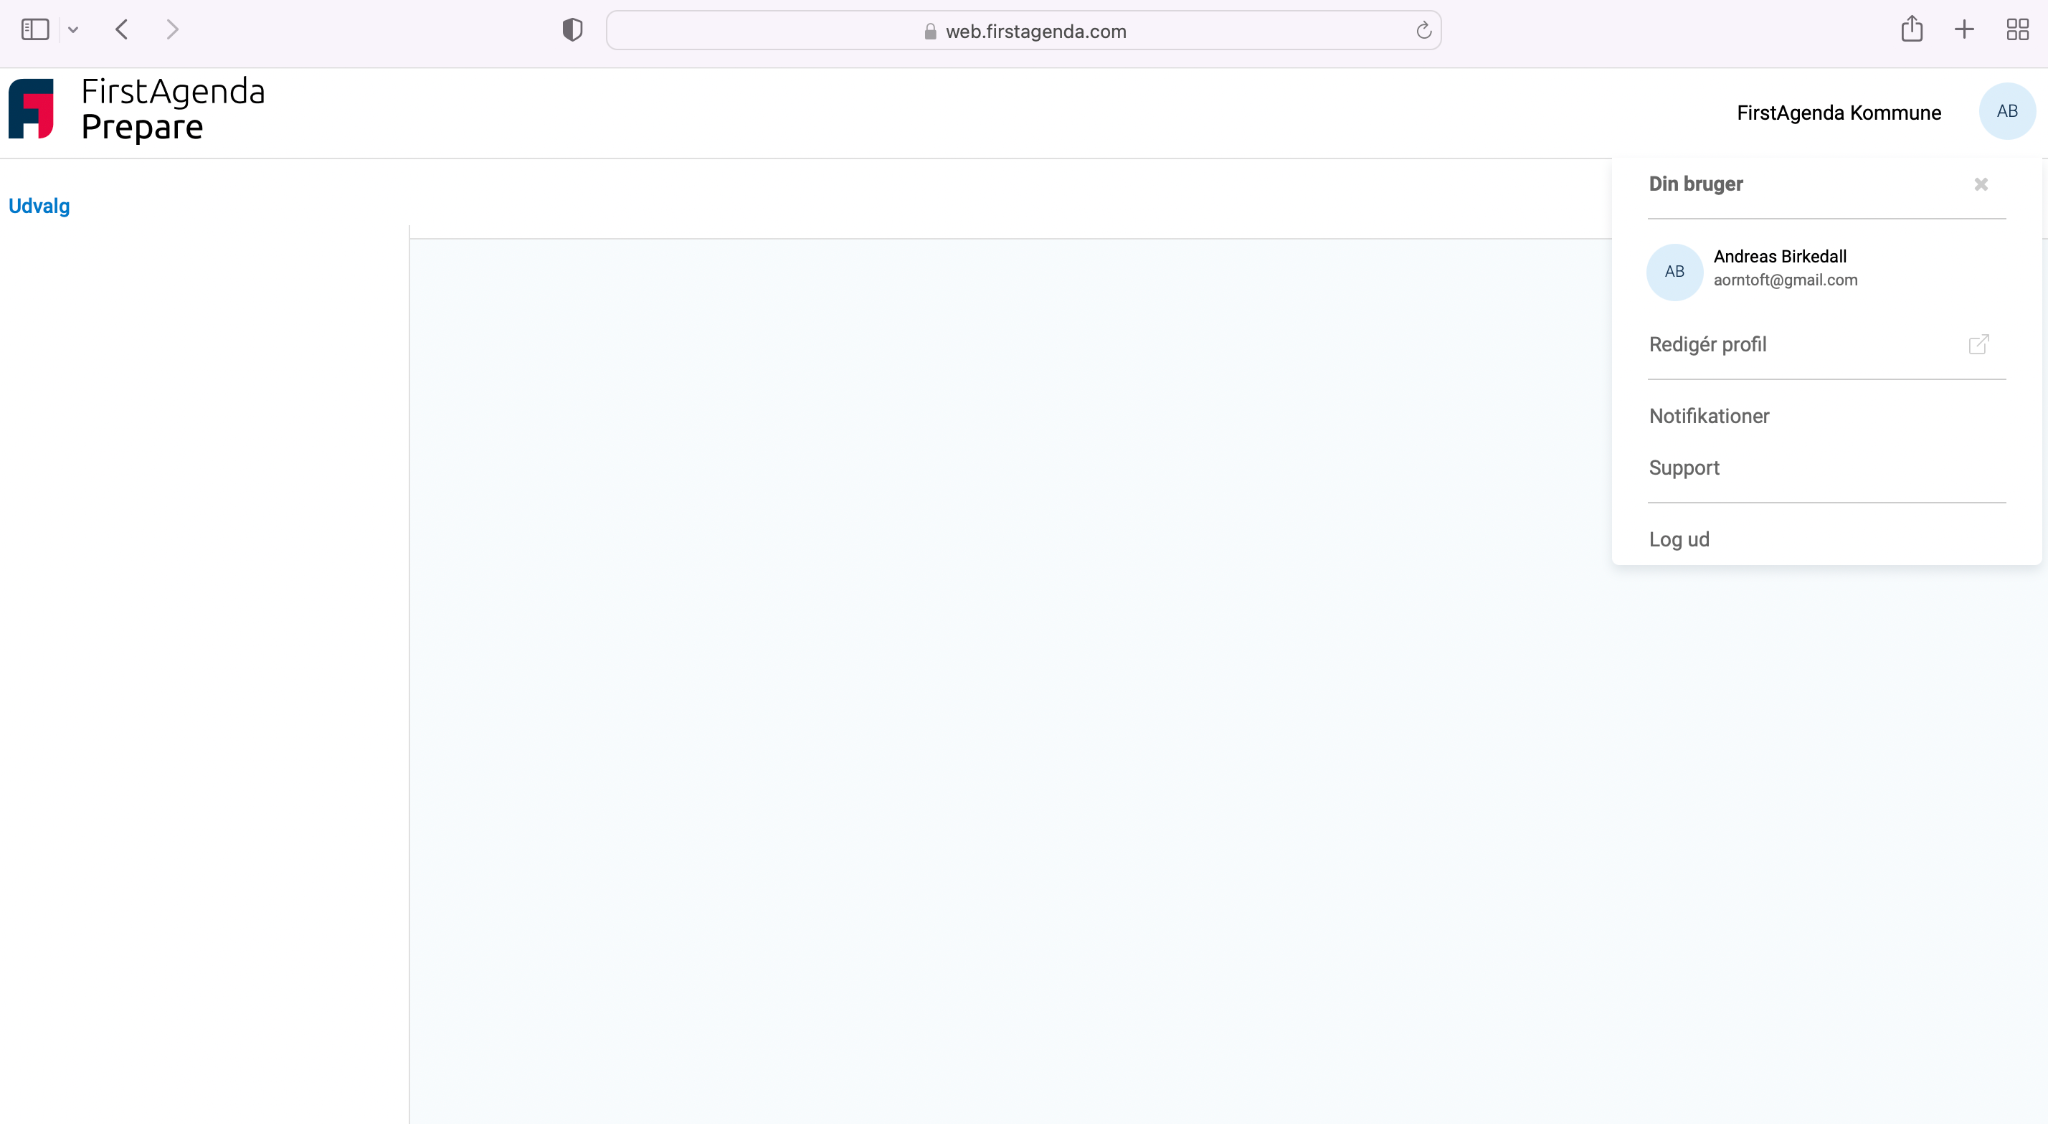 web.firstagenda.com
FirstAgenda
Prepare
FirstAgenda Kommune
AB
Udvalg
Din bruger
AB
Andreas Birkedall
aorntoft@gmail.com
Redigér profil
Notifikationer
Support
Log ud